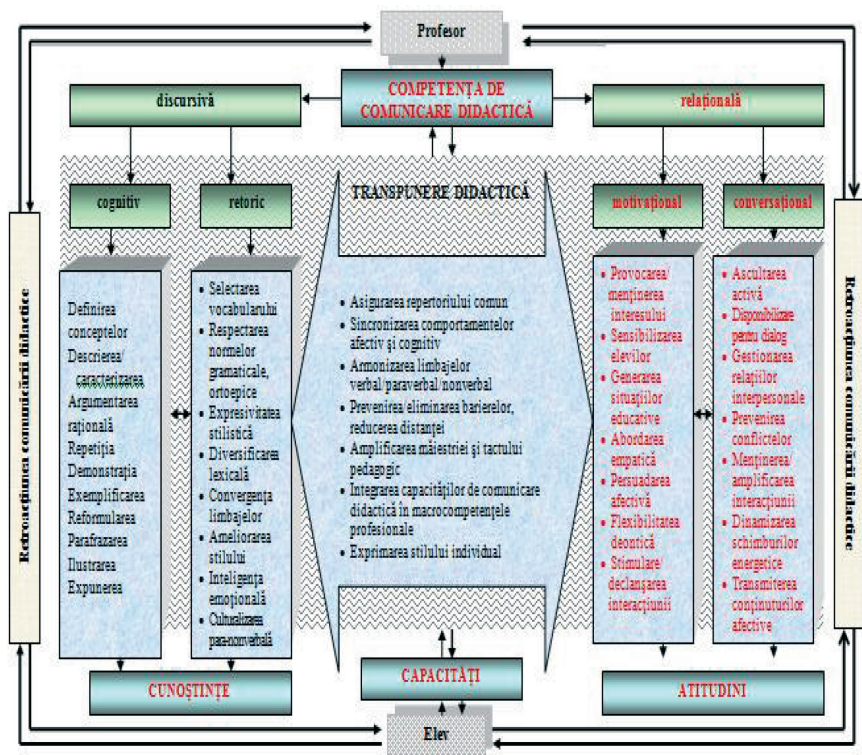 Profesor
COMPETENȚA DE
COMUNICARE DIDACTICĂ
discursivă
relațională
cognitiv
retoric
TRANSPUNERE DIDACTICĂ
motivațional
conversațional
Retroacțiunea comunicării didactice
Definirea
conceptelor
Descrierea/
caracterizarea
Argumentarea
rațională
Repetiția
Demonstrația
Exemplificarea
Reformularea
Parafrazarea
Ilustrarea
Expunerea
• Selectarea
vocabularului
• Respectarea
normelor
gramaticale,
ortoepice
• Expresivitatea
stilistică
• Diversificarea
lexicală
• Convergența
limbajelor
• Ameliorarea
stilului
• Inteligența
emoțională
• Culturalizarea
para-nonverbală
• Asigurarea repertoriului comun
• Sincronizarea comportamentelor
afectiv și cognitiv
• Armonizarea limbajelor
verbal/paraverbal/nonverbal
• Prevenirea/eliminarea barierelor,
reducerea distanței
• Amplificarea măiestriei și tactului
pedagogic
• Integrarea capacităților de comunicare
didactică în macrocompetențele
profesionale
• Exprimarea stilului individual
• Provocarea/
menținerea
interesului
• Sensibilizarea
elevilor
• Generarea
situațiilor
educative
• Abordarea
empatică
• Persuadarea
afectivă
• Flexibilitatea
deontică
• Stimulare/
declanșarea
interacțiunii
• Ascultarea
activă
• Disponibilizare
pentru dialog
• Gestionarea
relațiilor
interpersonale
• Prevenirea
conflictelor
• Menținerea/
amplificarea
interacțiunii
• Dinamizarea
schimburilor
energetice
• Transmiterea
conținuturilor
afective
Retroacțiunea comunicării didactice
CUNOȘTINȚE
CAPACITĂȚI
ATITUDINI
Elev